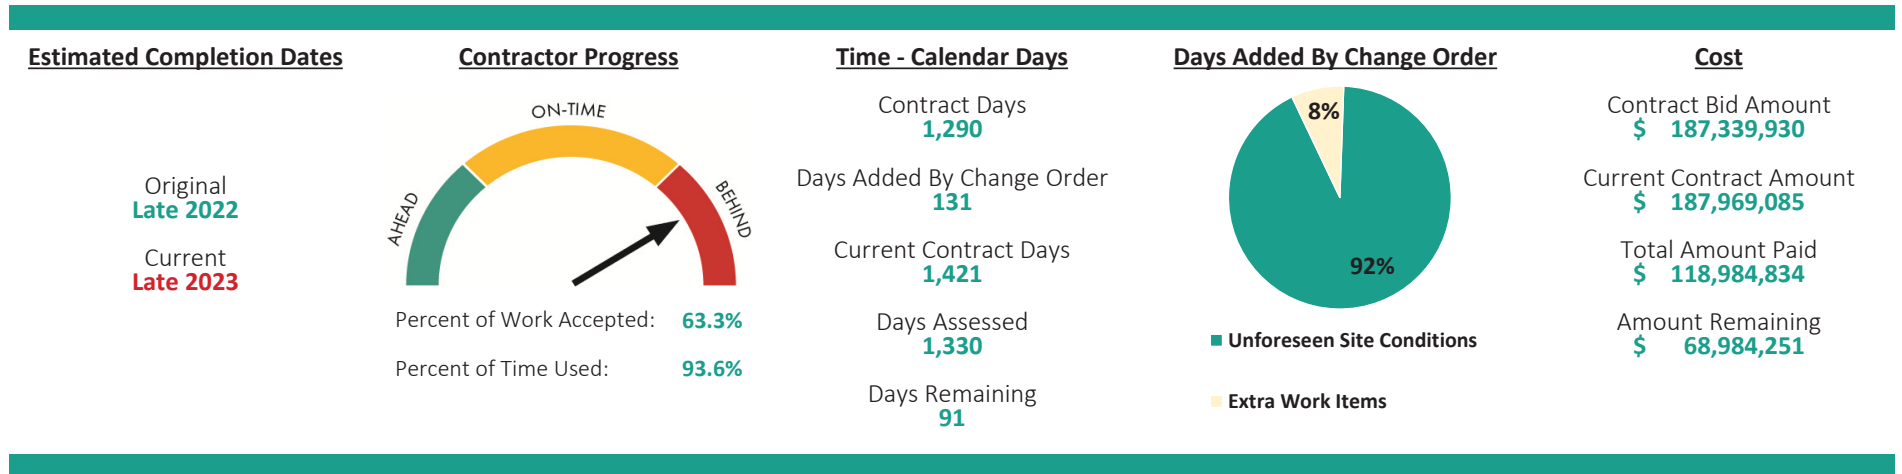 Estimated Completion Dates
Original
Late 2022
Current
Late 2023
Contractor Progress
ON-TIME
AHEAD
BEHIND
Percent of Work Accepted: 63.3%
Percent of Time Used: 93.6%
Time - Calendar Days
Contract Days
1,290
Days Added By Change Order
131
Current Contract Days
1,421
Days Assessed
1,330
Days Remaining
91
Days Added By Change Order
8%
92%
Unforeseen Site Conditions
Extra Work Items
Cost
Contract Bid Amount
$ 187,339,930
Current Contract Amount
$ 187,969,085
Total Amount Paid
$ 118,984,834
Amount Remaining
$ 68,984,251